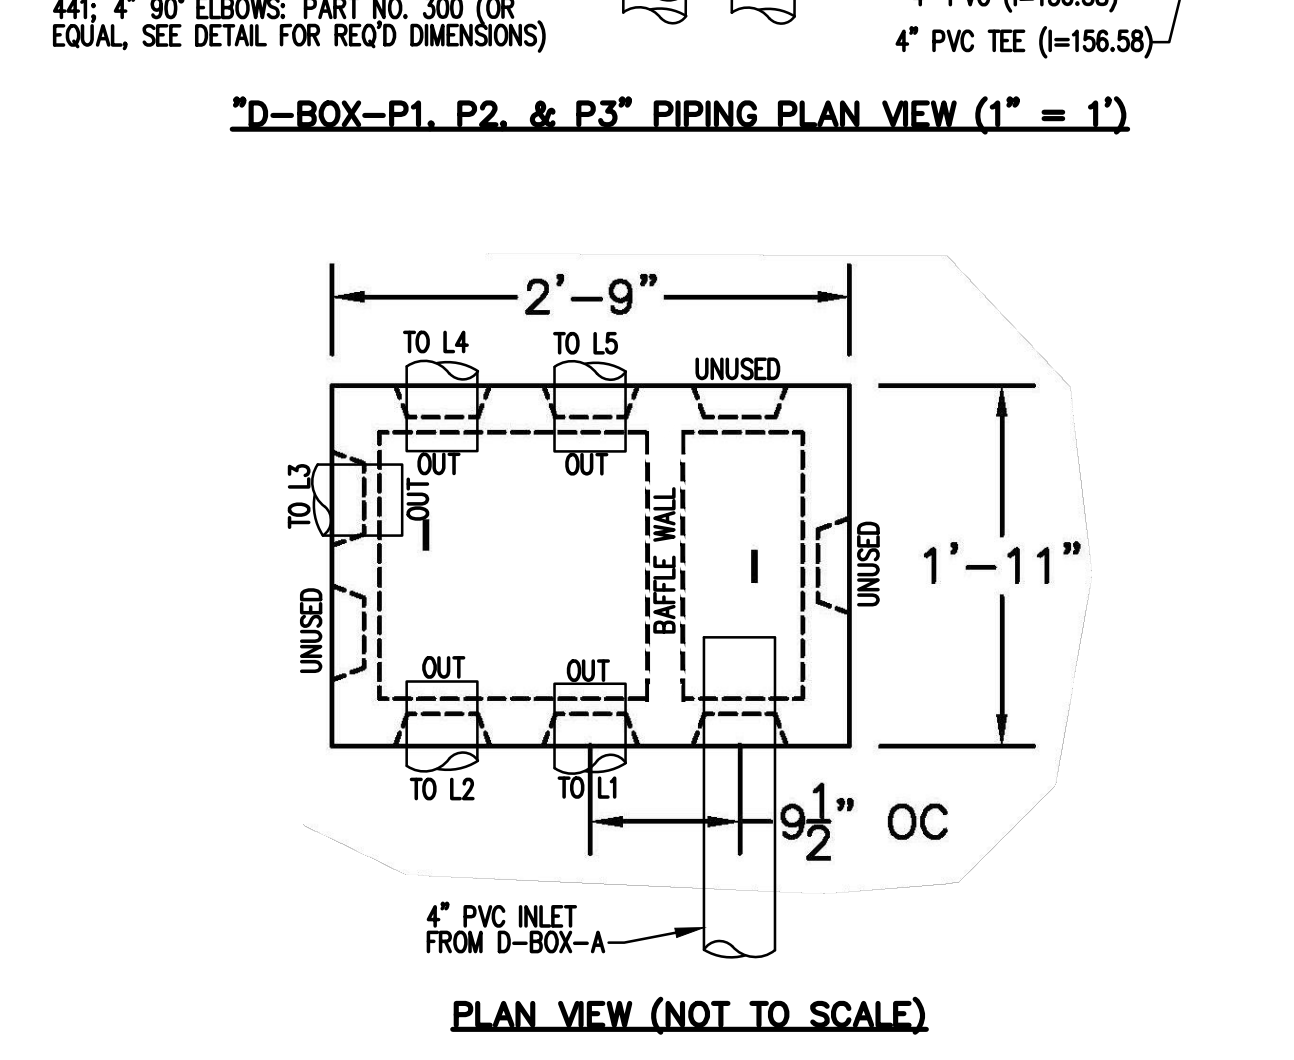 441; 4" 90° ELBOWS: PART NO. 300 (OR
EQUAL, SEE DETAIL FOR REQ'D DIMENSIONS)
4" PVC TEE (I=156.58)
"D-BOX-P1, P2, & P3" PIPING PLAN VIEW (1" = 1')
2'-9"
TO L4
TO L5
UNUSED
OUT
OUT
TO L3
OUT
BAFFLE WALL
UNUSED
1'-11"
UNUSED
OUT
OUT
TO L2
TO L1
9 1/2" OC
4" PVC INLET
FROM D-BOX-A
PLAN VIEW (NOT TO SCALE)